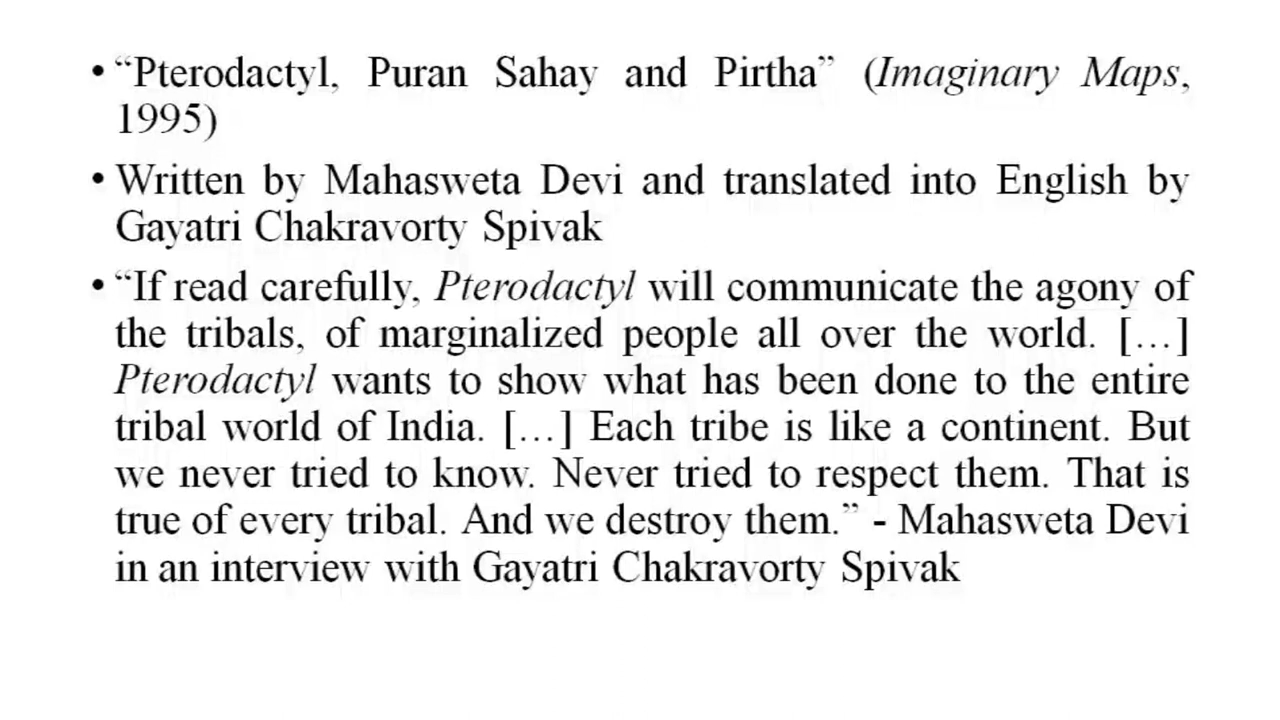 • “Pterodactyl, Puran Sahay and Pirtha” (Imaginary Maps,
1995)
• Written by Mahasweta Devi and translated into English by
Gayatri Chakravorty Spivak
• “If read carefully, Pterodactyl will communicate the agony of
the tribals, of marginalized people all over the world. […]
Pterodactyl wants to show what has been done to the entire
tribal world of India. […] Each tribe is like a continent. But
we never tried to know. Never tried to respect them. That is
true of every tribal. And we destroy them.” - Mahasweta Devi
in an interview with Gayatri Chakravorty Spivak